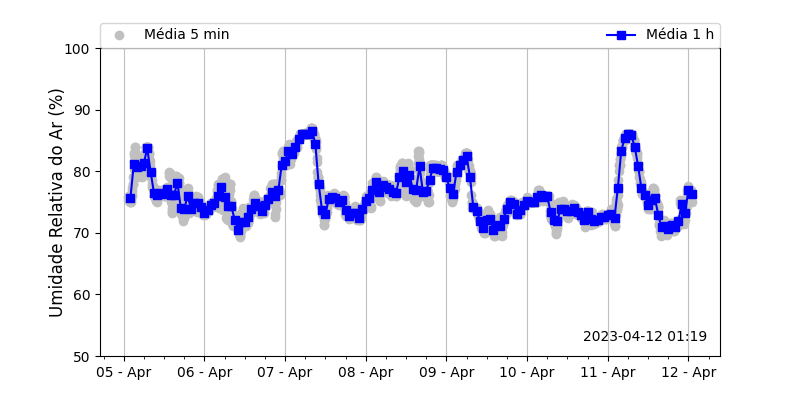 Média 5 min
Média 1 h
100
90
80
70
60
50
Umidade Relativa do Ar (%)
2023-04-12 01:19
05 - Apr
06 - Apr
07 - Apr
08 - Apr
09 - Apr
10 - Apr
11 - Apr
12 - Apr